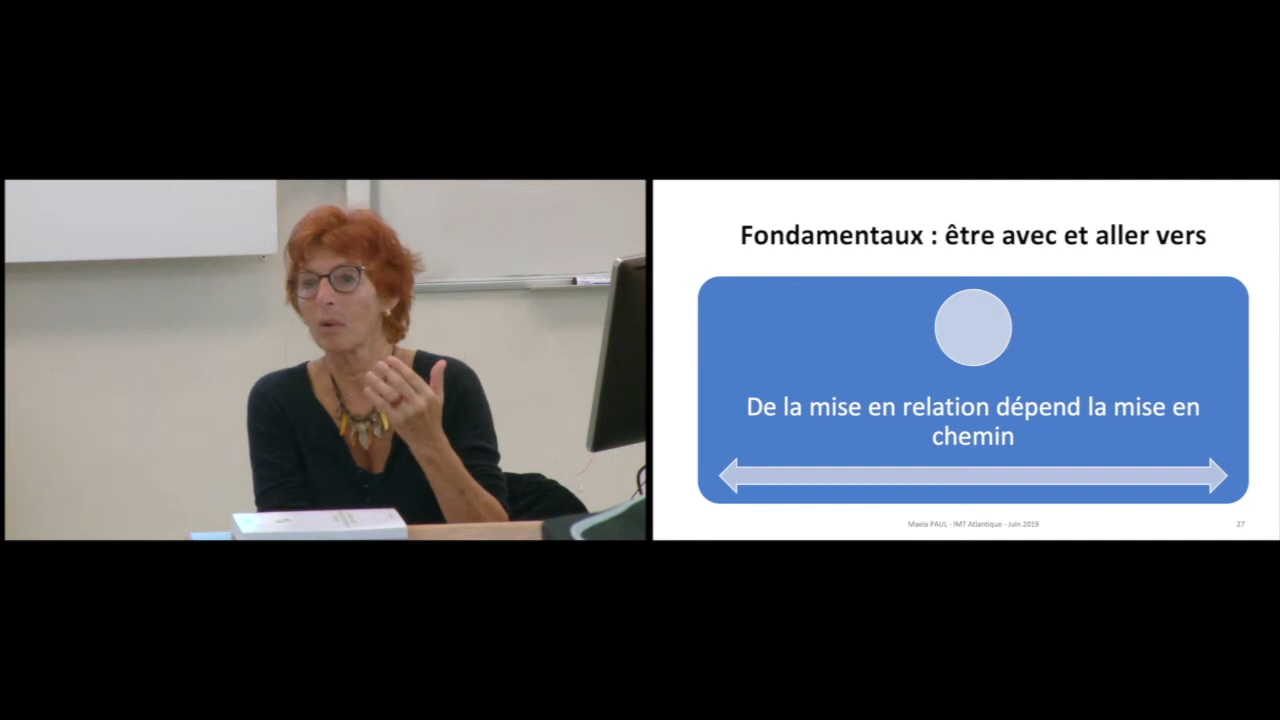 Fondamentaux : être avec et aller vers
De la mise en relation dépend la mise en
chemin
Maela PAUL - IMT Atlantique - Juin 2019
27